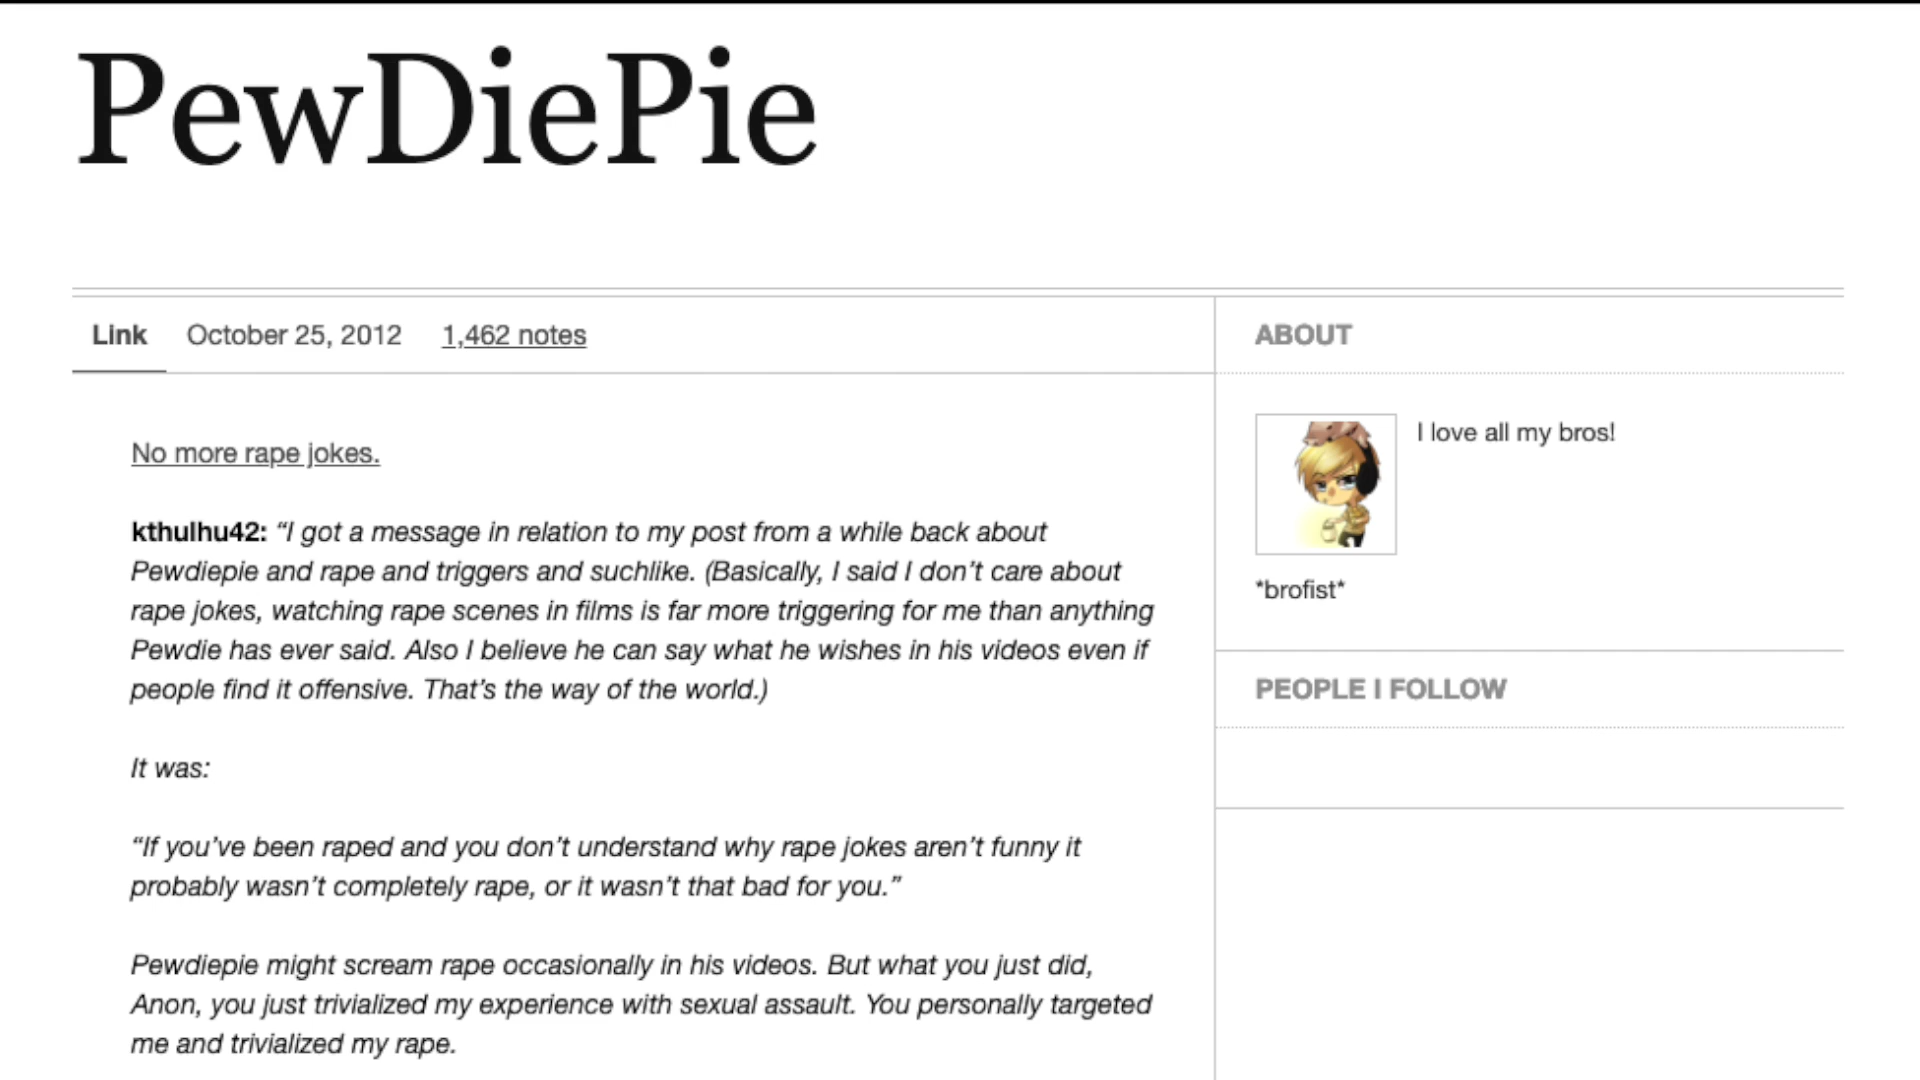 PewDiePie
Link October 25, 2012 1,462 notes
No more rape jokes.
kthulhu42: “I got a message in relation to my post from a while back about
Pewdiepie and rape and triggers and suchlike. (Basically, I said I don’t care about
rape jokes, watching rape scenes in films is far more triggering for me than anything
Pewdie has ever said. Also I believe he can say what he wishes in his videos even if
people find it offensive. That’s the way of the world.)
It was:
“If you’ve been raped and you don’t understand why rape jokes aren’t funny it
probably wasn’t completely rape, or it wasn’t that bad for you.”
Pewdiepie might scream rape occasionally in his videos. But what you just did,
Anon, you just trivialized my experience with sexual assault. You personally targeted
me and trivialized my rape.
ABOUT
I love all my bros!
*brofist*
PEOPLE I FOLLOW